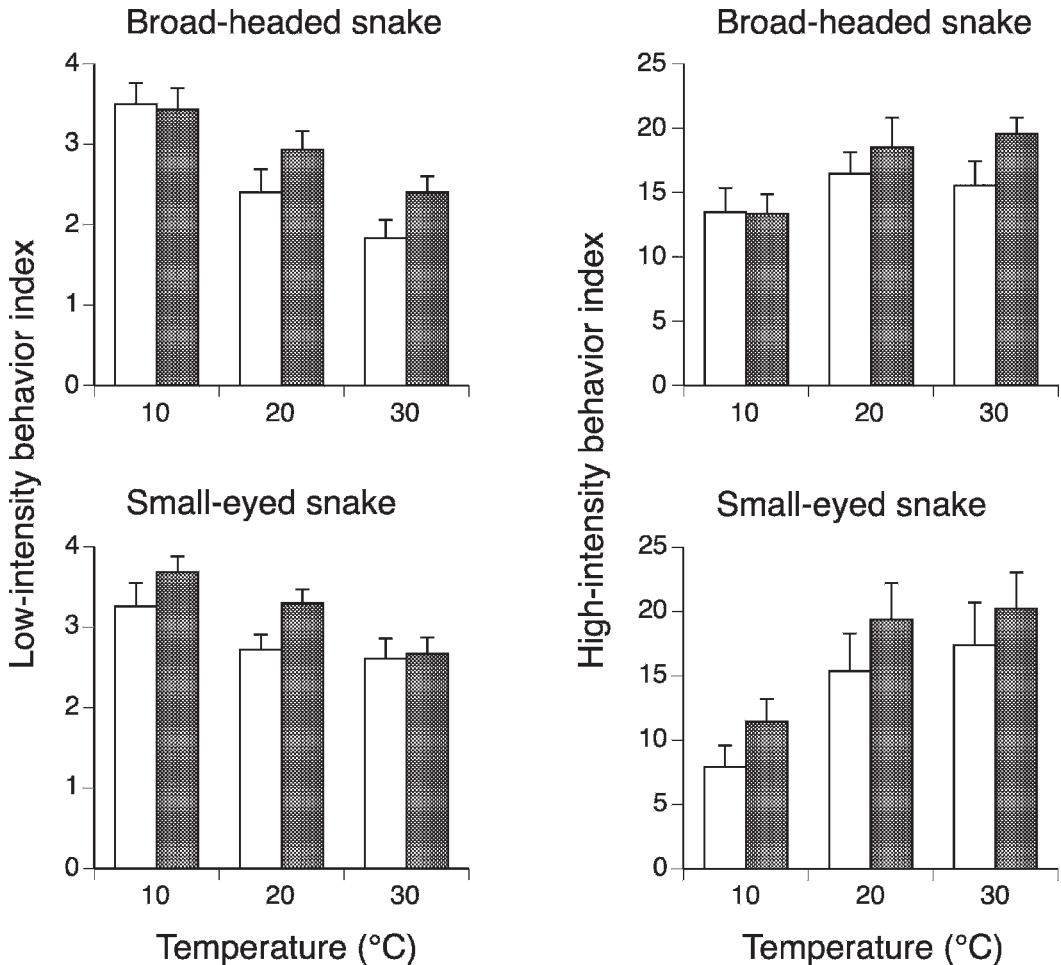 Broad-headed snake
4
3
2
1
0
10 20 30
Low-intensity behavior index
Small-eyed snake
4
3
2
1
0
10 20 30
Temperature (°C)
Broad-headed snake
25
20
15
10
5
0
10 20 30
High-intensity behavior index
Small-eyed snake
25
20
15
10
5
0
10 20 30
Temperature (°C)